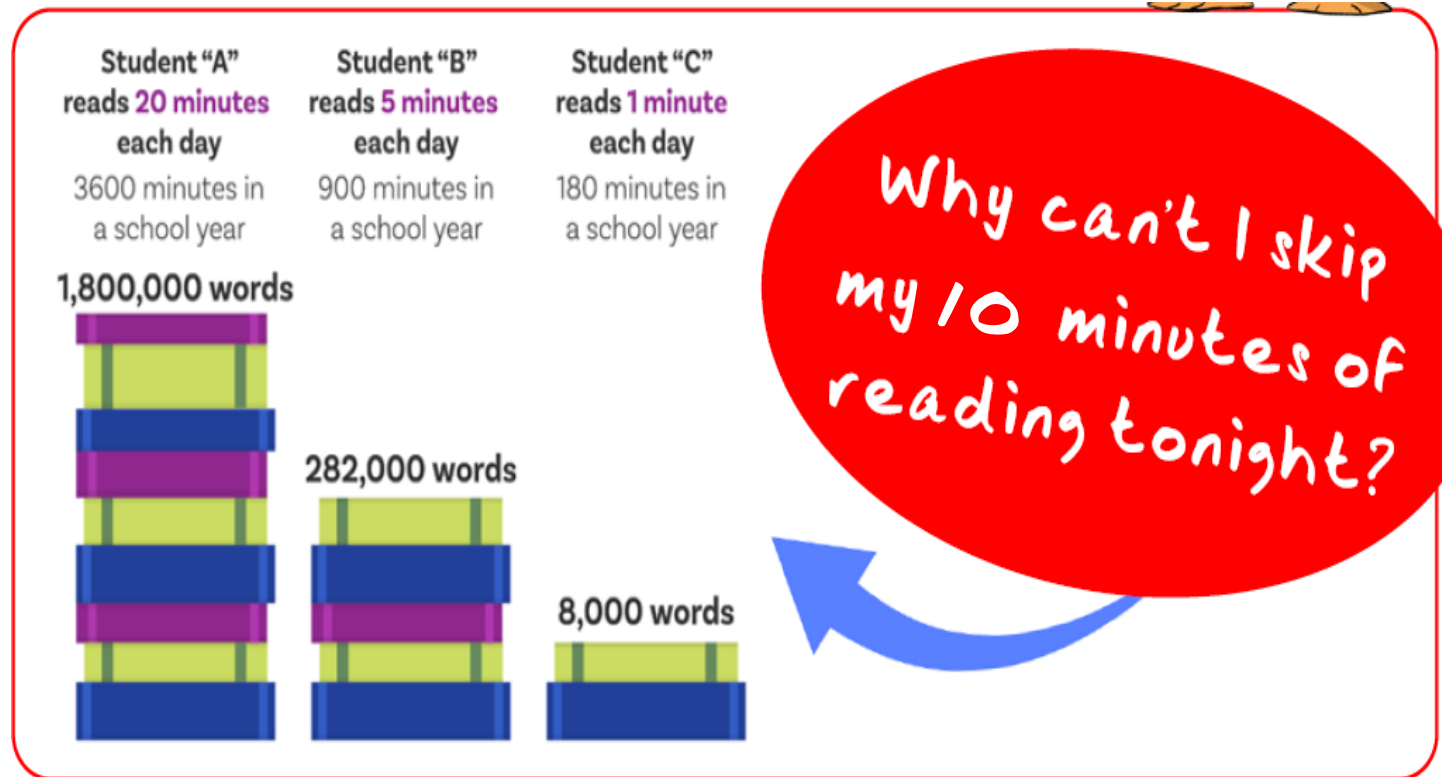 Student “A”
reads 20 minutes
each day
3600 minutes in
a school year
1,800,000 words
Student “B”
reads 5 minutes
each day
900 minutes in
a school year
282,000 words
Student “C”
reads 1 minute
each day
180 minutes in
a school year
8,000 words
Why can't I skip
my 10 minutes of
reading tonight?